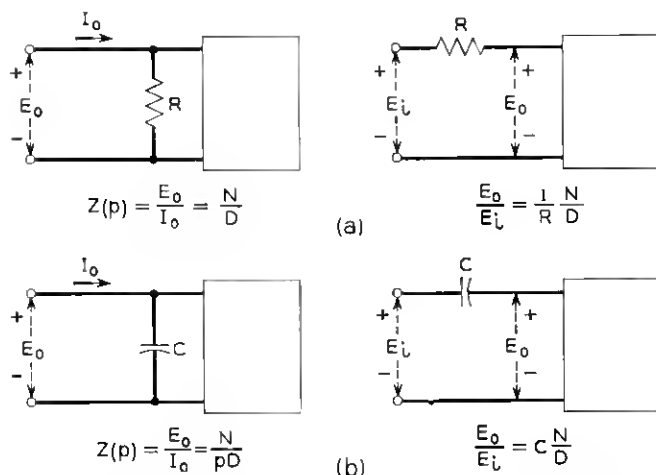 I₀
+
E₀
−
R
Z(p) = E₀/I₀ = N/D
R
+
Eᵢ
−
+
E₀
−
E₀/Eᵢ = 1/R N/D
(a)
I₀
+
E₀
−
C
Z(p) = E₀/I₀ = N/pD
C
+
Eᵢ
−
+
E₀
−
E₀/Eᵢ = C N/D
(b)